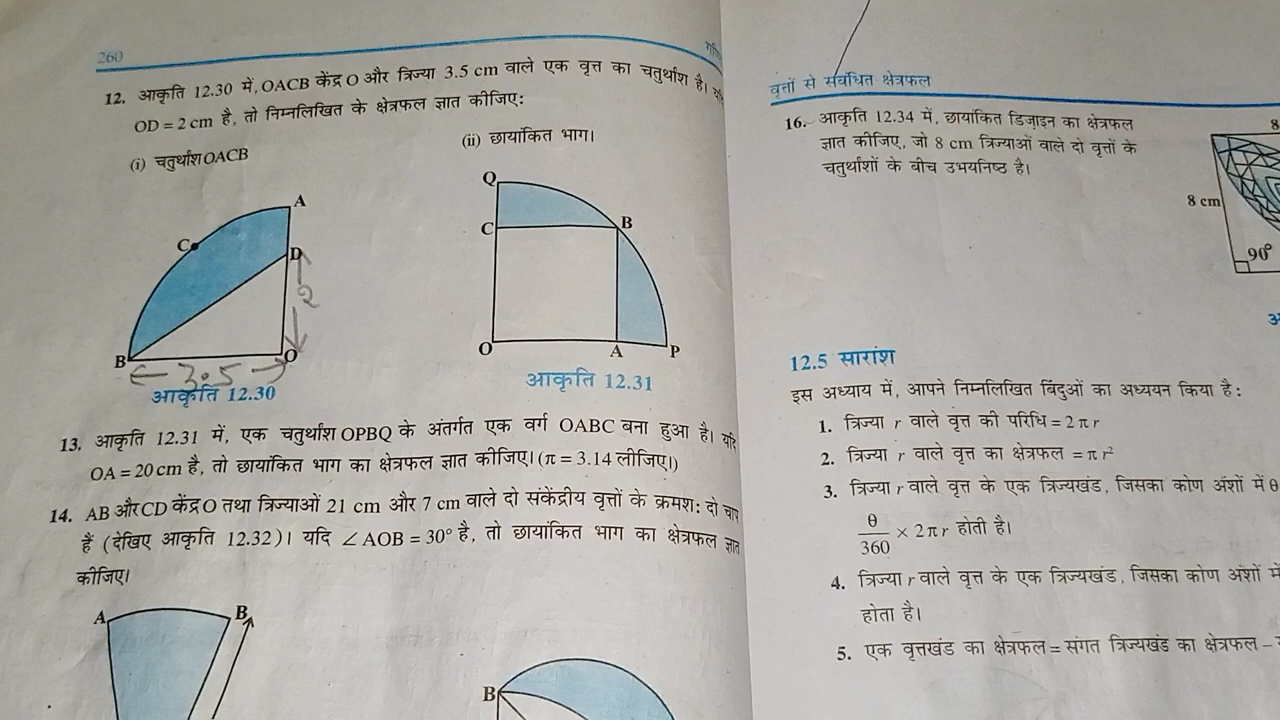 260
12. आकृति 12.30 में, OACB केंद्र O और त्रिज्या 3.5 cm वाले एक वृत्त का चतुर्थांश है। यदि
OD = 2 cm है, तो निम्नलिखित के क्षेत्रफल ज्ञात कीजिए:
(i) चतुर्थांश OACB
(ii) छायांकित भाग।
A
C
D
2
B
O
3.5
आकृति 12.30
Q
C
B
O
A
P
आकृति 12.31
13. आकृति 12.31 में, एक चतुर्थांश OPBQ के अंतर्गत एक वर्ग OABC बना हुआ है। यदि
OA = 20 cm है, तो छायांकित भाग का क्षेत्रफल ज्ञात कीजिए। (π = 3.14 लीजिए।)
14. AB और CD केंद्र O तथा त्रिज्याओं 21 cm और 7 cm वाले दो संकेंद्रीय वृत्तों के क्रमश: दो चाप
हैं (देखिए आकृति 12.32)। यदि ∠AOB = 30° है, तो छायांकित भाग का क्षेत्रफल ज्ञात
कीजिए।
A
B
B
वृत्तों से संबंधित क्षेत्रफल
16. आकृति 12.34 में, छायांकित डिज़ाइन का क्षेत्रफल
ज्ञात कीजिए, जो 8 cm त्रिज्याओं वाले दो वृत्तों के
चतुर्थांशों के बीच उभयनिष्ठ है।
8
8 cm
90°
12.5 सारांश
इस अध्याय में, आपने निम्नलिखित बिंदुओं का अध्ययन किया है :
1. त्रिज्या r वाले वृत्त की परिधि = 2 π r
2. त्रिज्या r वाले वृत्त का क्षेत्रफल = π r²
3. त्रिज्या r वाले वृत्त के एक त्रिज्यखंड, जिसका कोण अंशों में θ
θ/360 × 2 π r होती है।
4. त्रिज्या r वाले वृत्त के एक त्रिज्यखंड, जिसका कोण अंशों में
होता है।
5. एक वृत्तखंड का क्षेत्रफल = संगत त्रिज्यखंड का क्षेत्रफल –